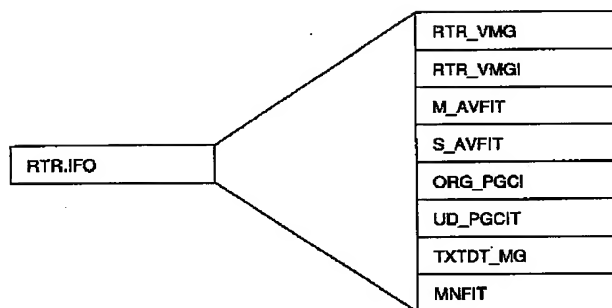 RTR.IFO
RTR_VMG
RTR_VMGI
M_AVFIT
S_AVFIT
ORG_PGCI
UD_PGCIT
TXTDT_MG
MNFIT